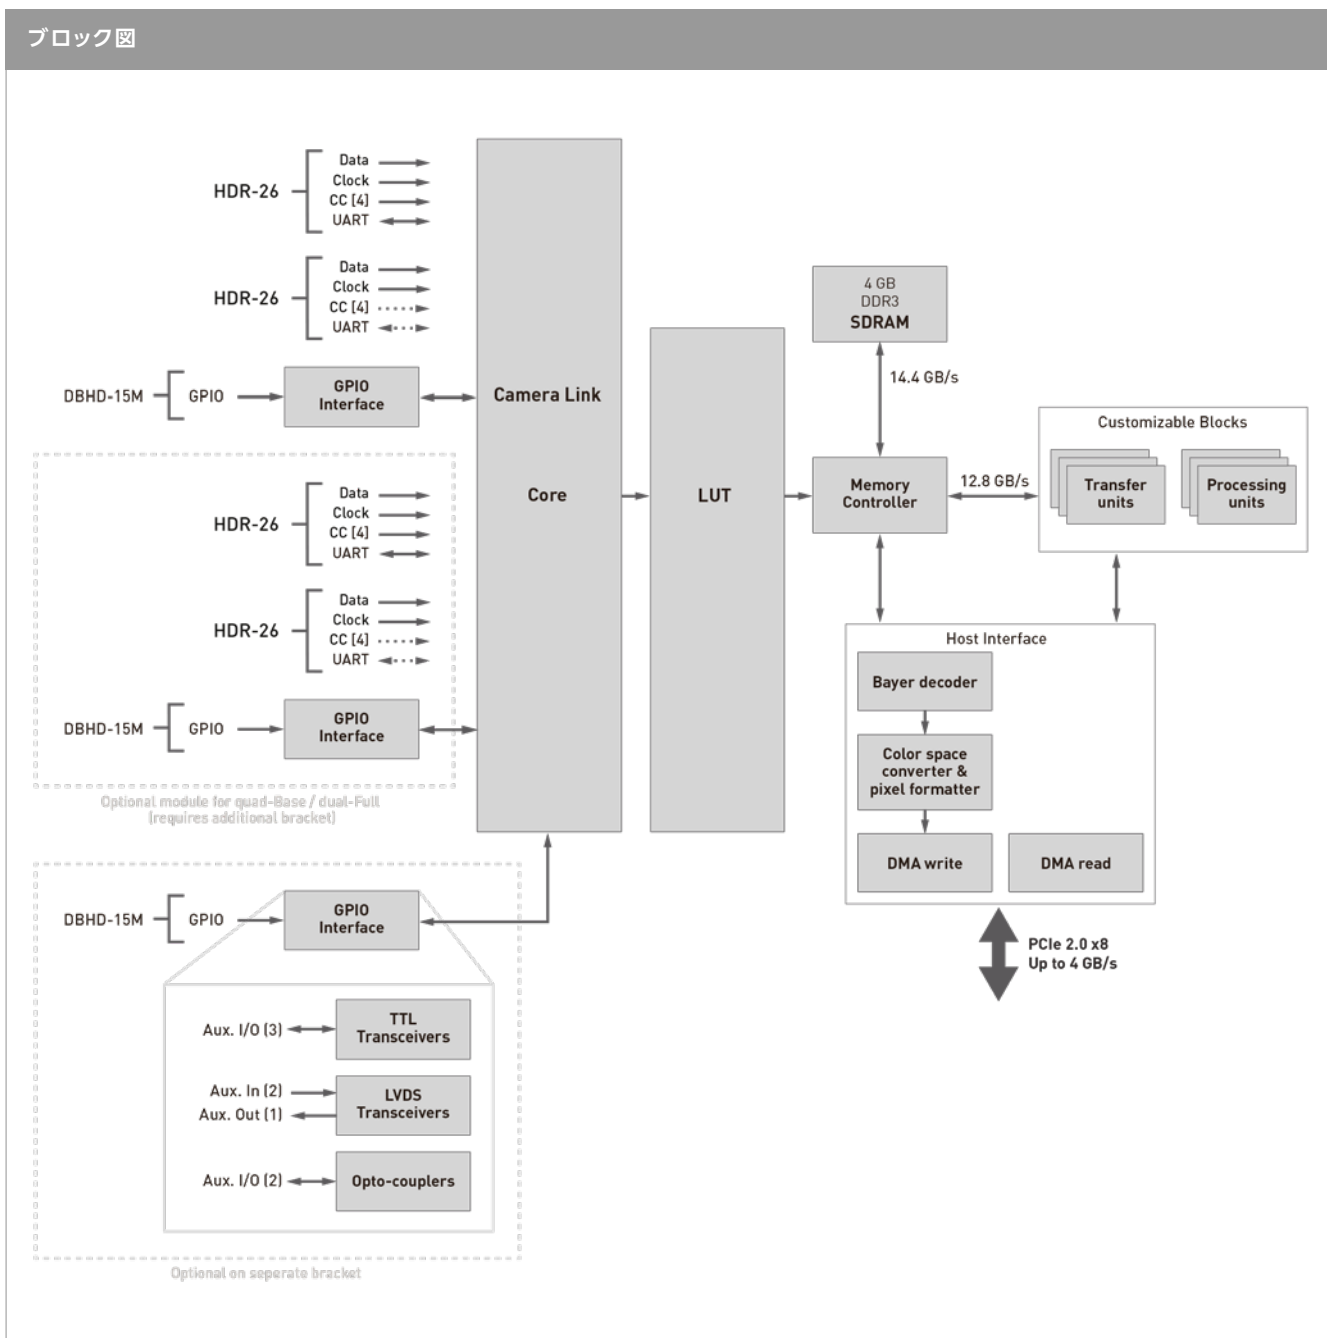 ブロック図
HDR-26
Data
Clock
CC [4]
UART
HDR-26
Data
Clock
CC [4]
UART
DBHD-15M
GPIO
GPIO
Interface
HDR-26
Data
Clock
CC [4]
UART
HDR-26
Data
Clock
CC [4]
UART
DBHD-15M
GPIO
GPIO
Interface
Optional module for quad-Base / dual-Full
(requires additional bracket)
DBHD-15M
GPIO
GPIO
Interface
Aux. I/O (3)
TTL
Transceivers
Aux. In (2)
Aux. Out (1)
LVDS
Transceivers
Aux. I/O (2)
Opto-couplers
Optional on seperate bracket
Camera Link
Core
LUT
4 GB
DDR3
SDRAM
14.4 GB/s
Memory
Controller
12.8 GB/s
Customizable Blocks
Transfer
units
Processing
units
Host Interface
Bayer decoder
Color space
converter &
pixel formatter
DMA write
DMA read
PCIe 2.0 x8
Up to 4 GB/s